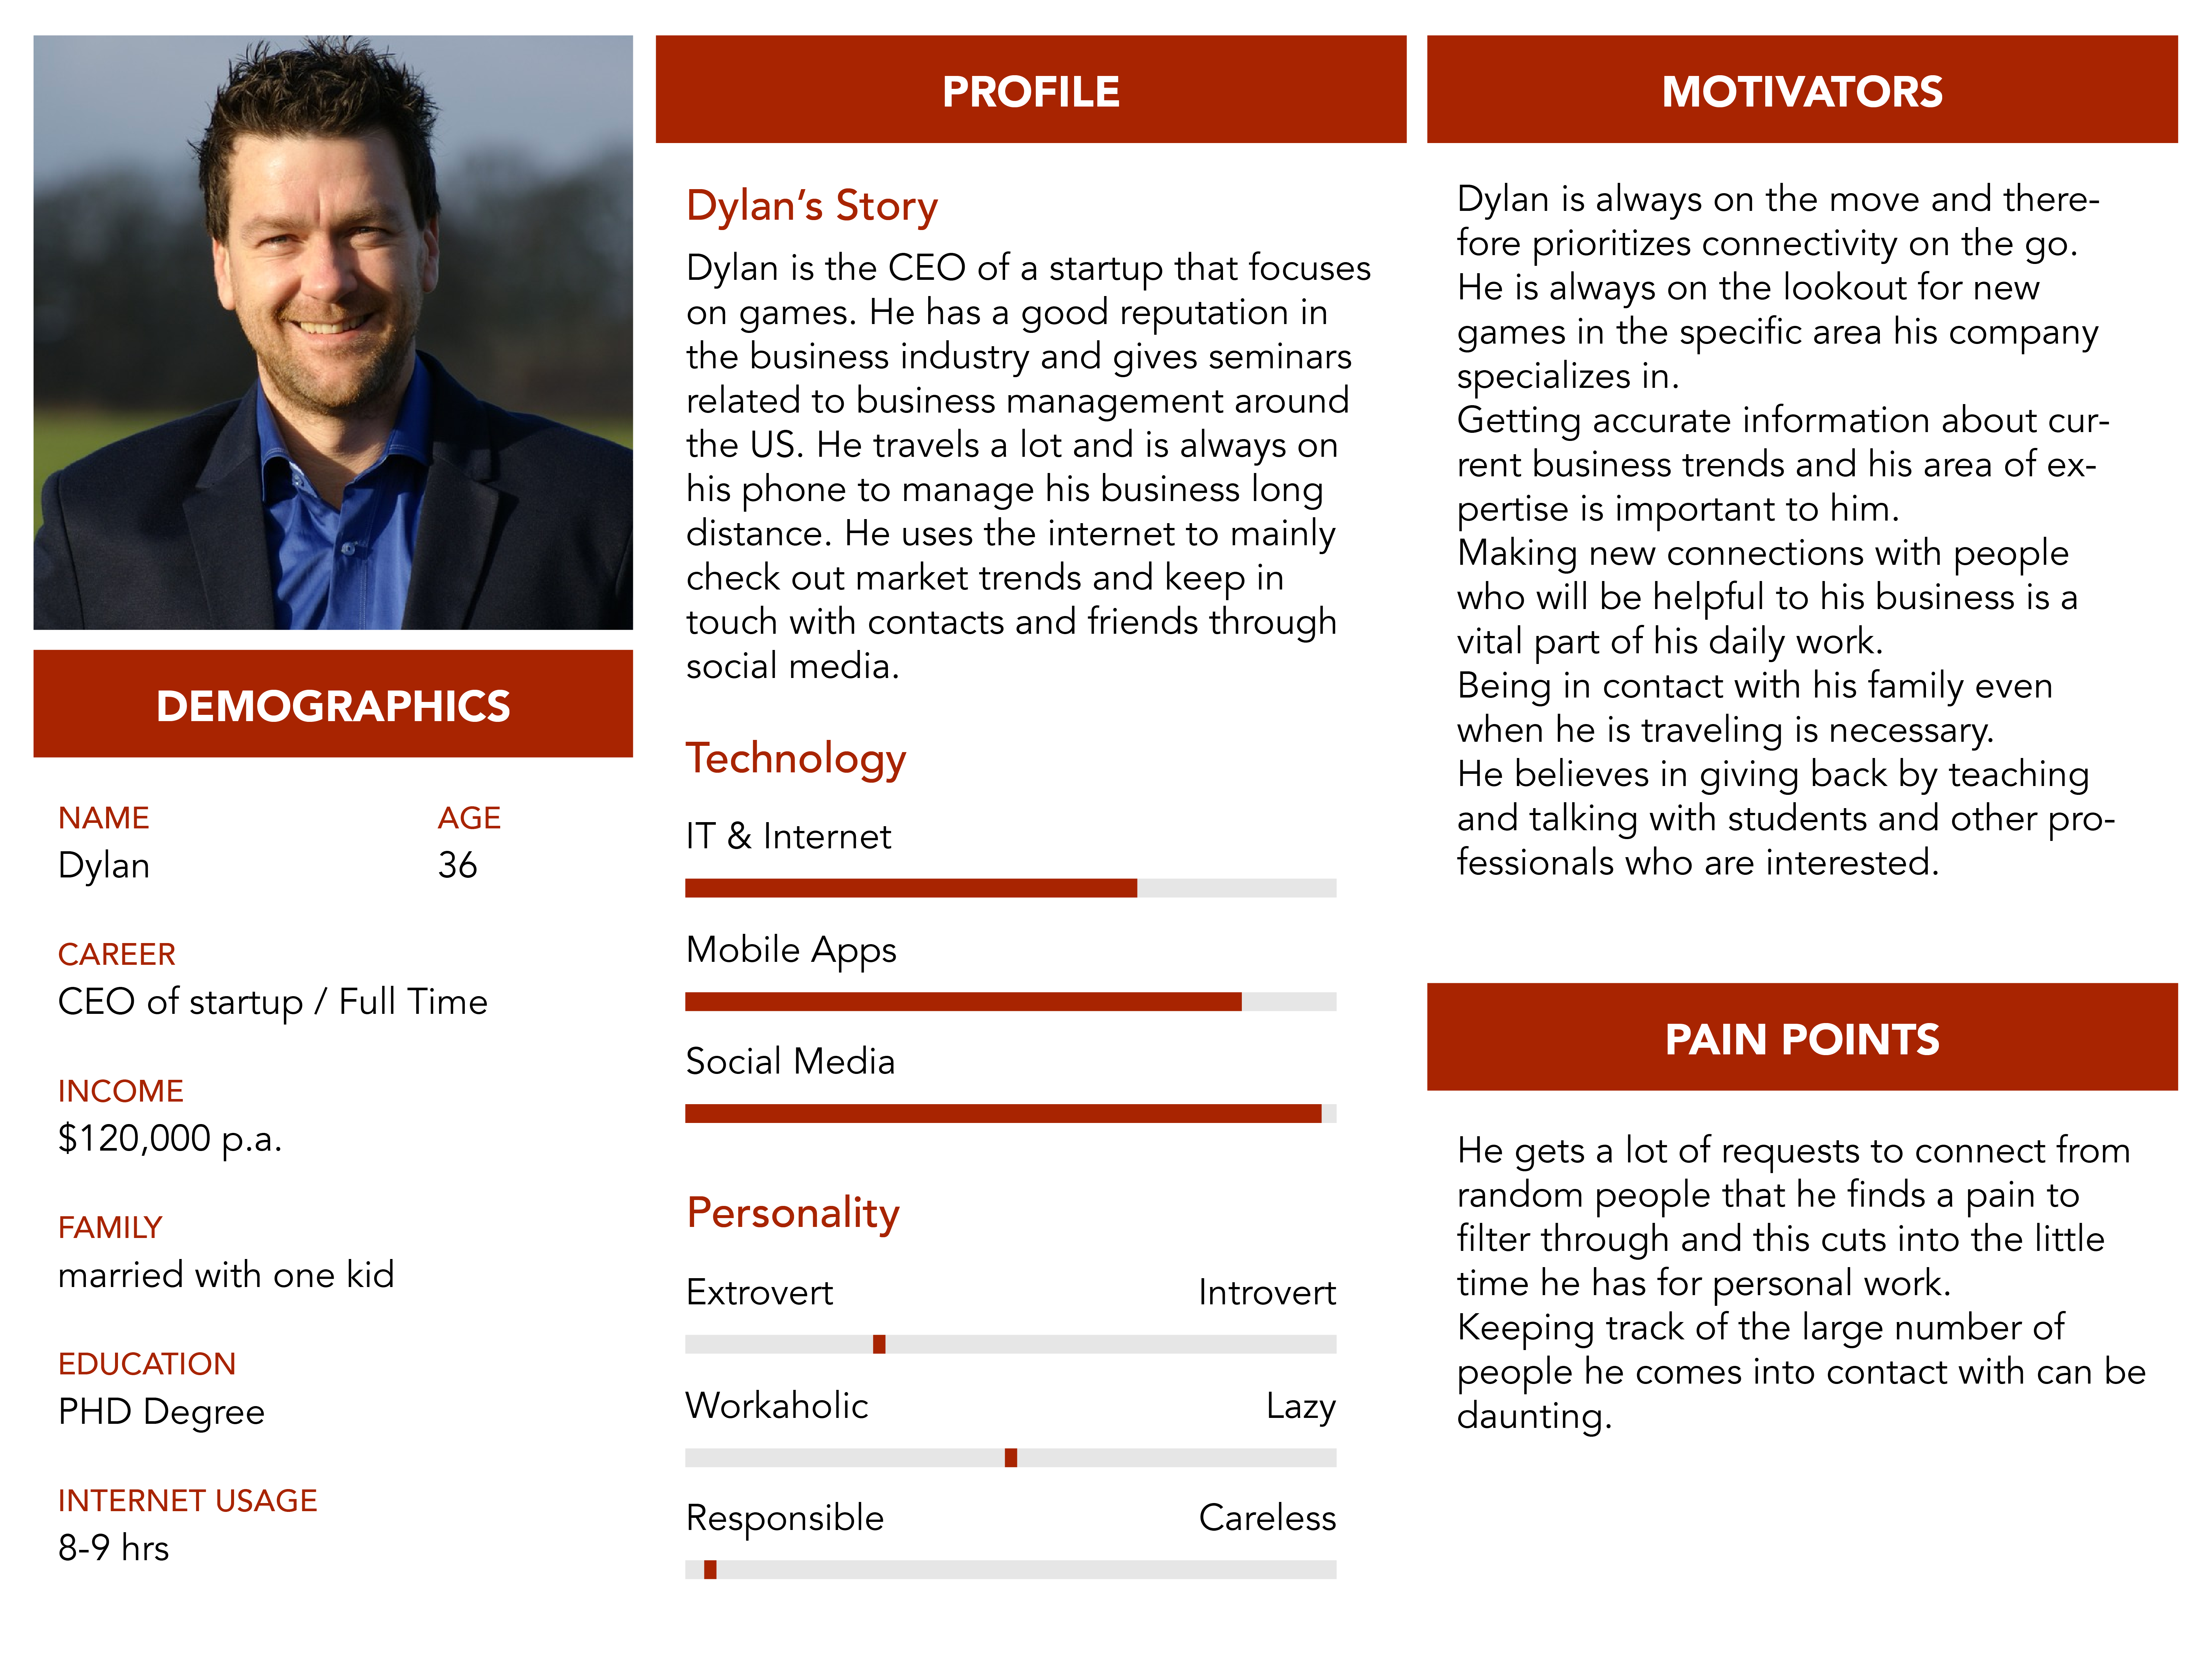 DEMOGRAPHICS
NAME
Dylan
AGE
36
CAREER
CEO of startup / Full Time
INCOME
$120,000 p.a.
FAMILY
married with one kid
EDUCATION
PHD Degree
INTERNET USAGE
8-9 hrs
PROFILE
Dylan’s Story
Dylan is the CEO of a startup that focuses
on games. He has a good reputation in
the business industry and gives seminars
related to business management around
the US. He travels a lot and is always on
his phone to manage his business long
distance. He uses the internet to mainly
check out market trends and keep in
touch with contacts and friends through
social media.
Technology
IT & Internet
Mobile Apps
Social Media
Personality
Extrovert Introvert
Workaholic Lazy
Responsible Careless
MOTIVATORS
Dylan is always on the move and there-
fore prioritizes connectivity on the go.
He is always on the lookout for new
games in the specific area his company
specializes in.
Getting accurate information about cur-
rent business trends and his area of ex-
pertise is important to him.
Making new connections with people
who will be helpful to his business is a
vital part of his daily work.
Being in contact with his family even
when he is traveling is necessary.
He believes in giving back by teaching
and talking with students and other pro-
fessionals who are interested.
PAIN POINTS
He gets a lot of requests to connect from
random people that he finds a pain to
filter through and this cuts into the little
time he has for personal work.
Keeping track of the large number of
people he comes into contact with can be
daunting.